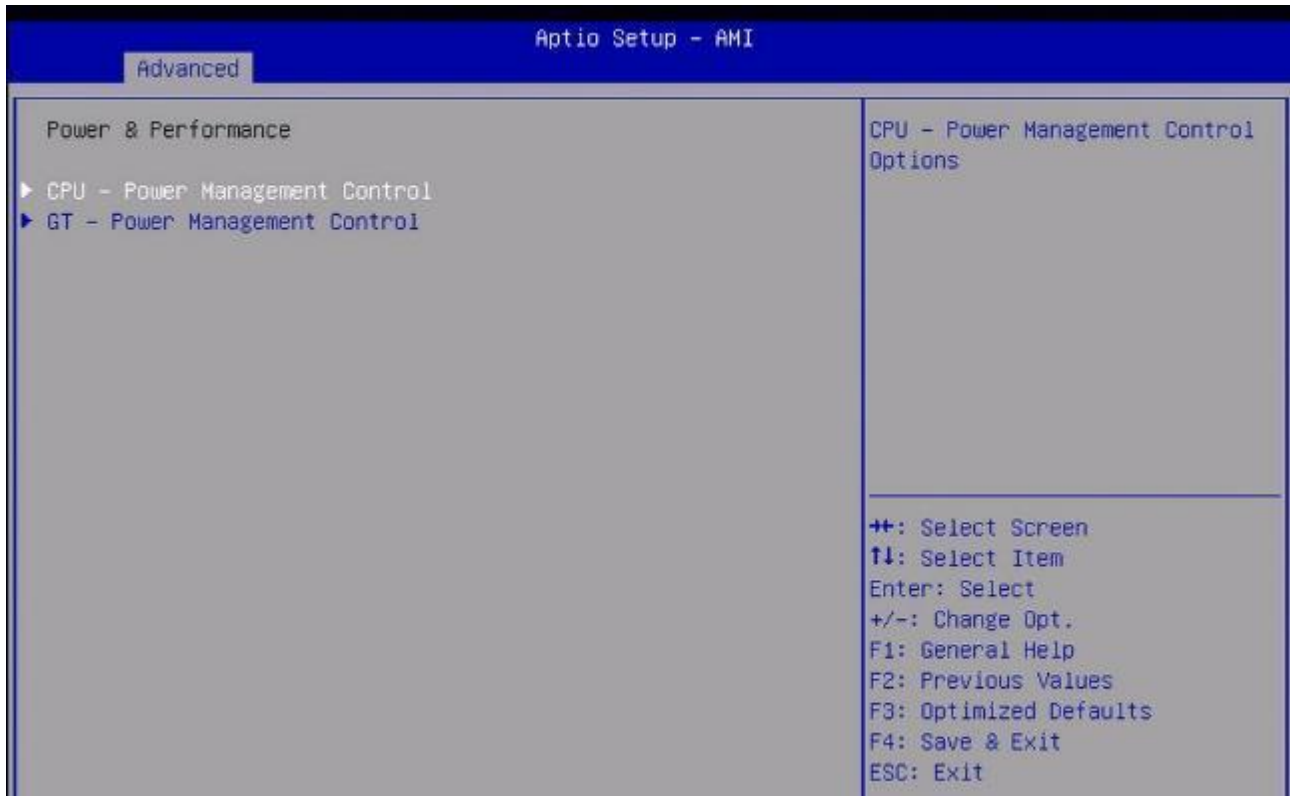 Aptio Setup – AMI
Advanced
Power & Performance
CPU – Power Management Control
GT – Power Management Control
CPU – Power Management Control
Options
→←: Select Screen
↑↓: Select Item
Enter: Select
+/-: Change Opt.
F1: General Help
F2: Previous Values
F3: Optimized Defaults
F4: Save & Exit
ESC: Exit